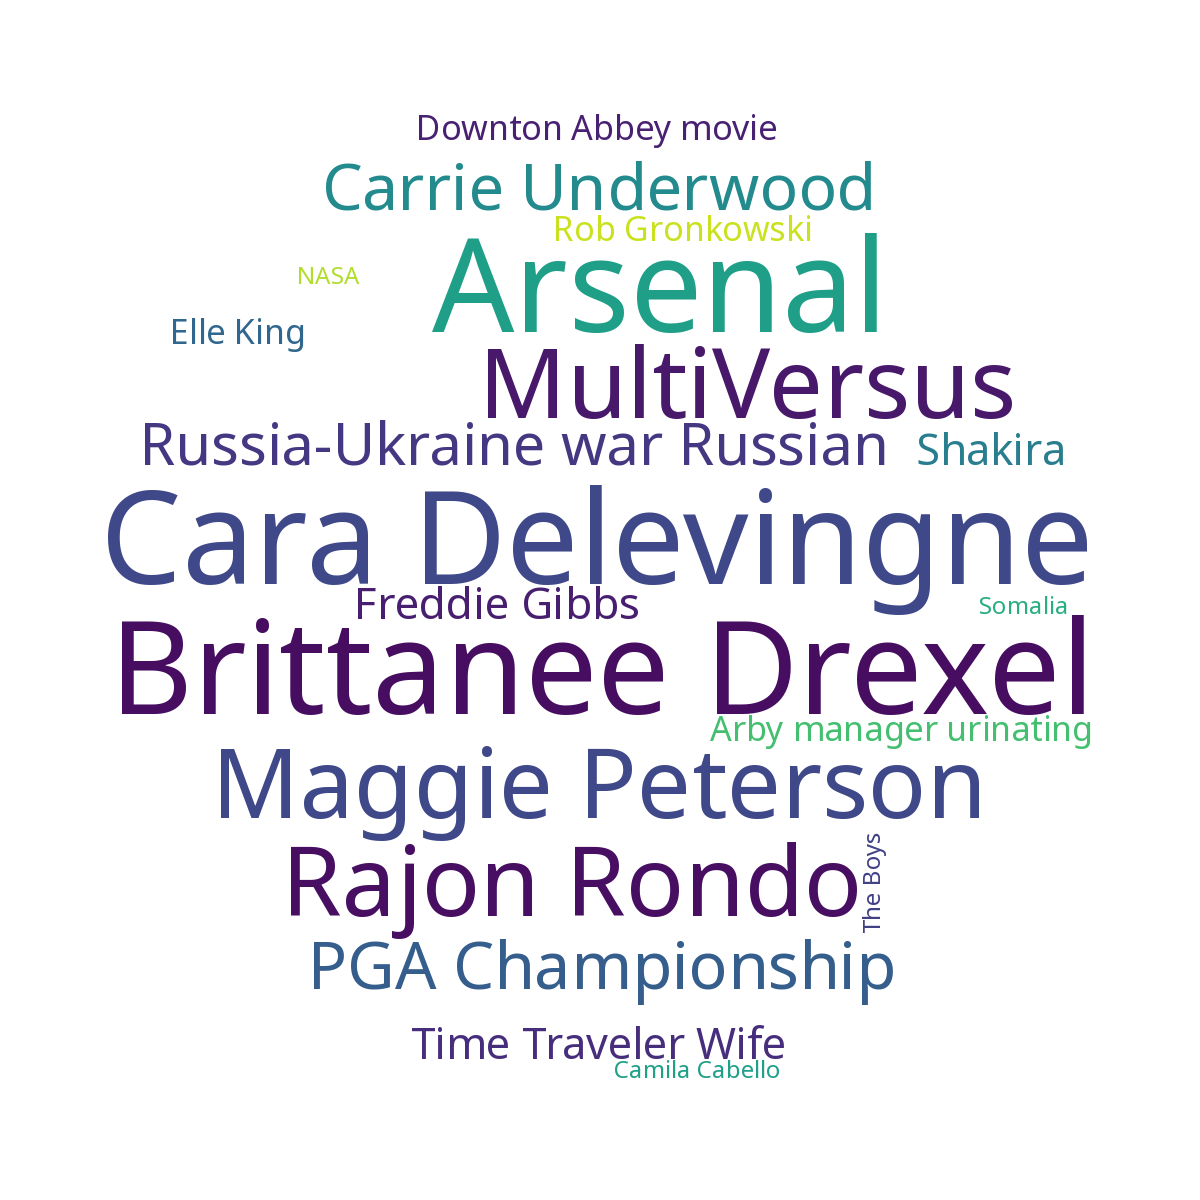 Downton Abbey movie
Carrie Underwood
Rob Gronkowski
Arsenal
NASA
Elle King
MultiVersus
Russia-Ukraine war Russian
Shakira
Cara Delevingne
Freddie Gibbs
Somalia
Brittanee Drexel
Arby manager urinating
Maggie Peterson
Rajon Rondo
The Boys
PGA Championship
Time Traveler Wife
Camila Cabello